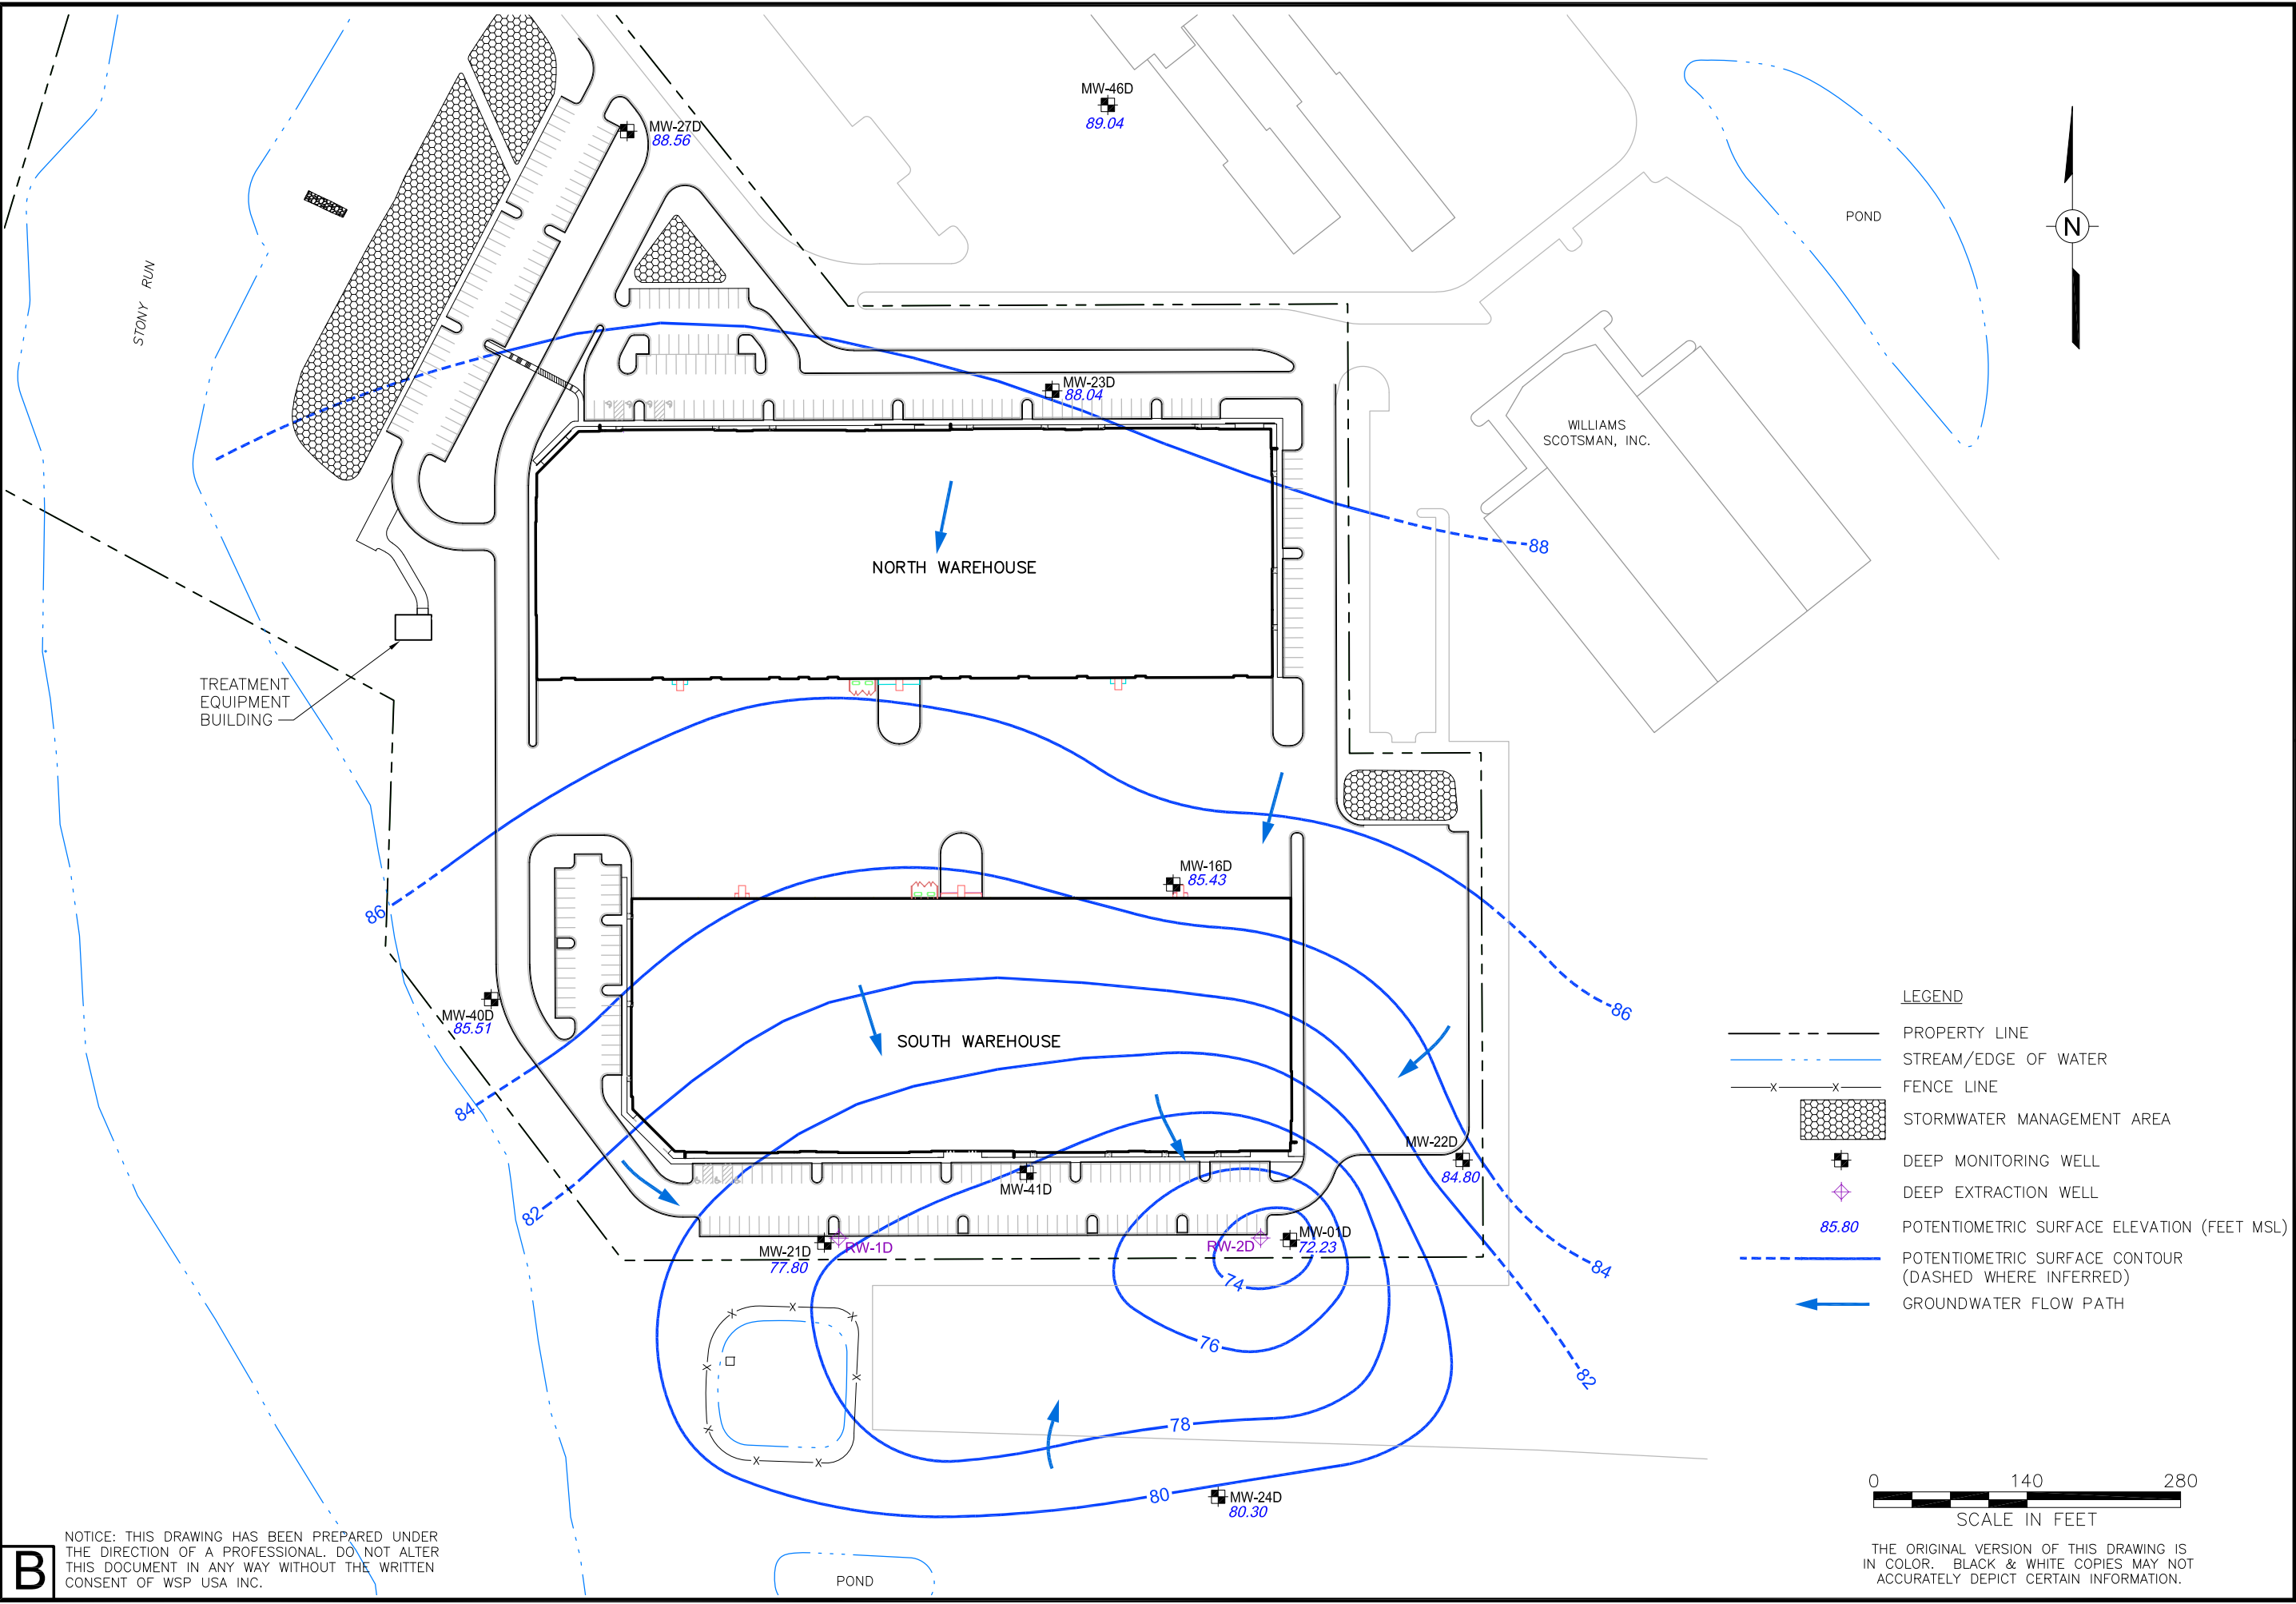 MW-46D
89.04
MW-27D
88.56
POND
N
STONY RUN
MW-23D
88.04
WILLIAMS
SCOTSMAN, INC.
88
NORTH WAREHOUSE
TREATMENT
EQUIPMENT
BUILDING
MW-16D
85.43
86
86
MW-40D
85.51
SOUTH WAREHOUSE
84
MW-22D
84.80
MW-41D
82
MW-21D
77.80
RW-1D
RW-2D
MW-01D
72.23
74
84
76
82
78
80
MW-24D
80.30
LEGEND
PROPERTY LINE
STREAM/EDGE OF WATER
X X
FENCE LINE
STORMWATER MANAGEMENT AREA
DEEP MONITORING WELL
DEEP EXTRACTION WELL
85.80 POTENTIOMETRIC SURFACE ELEVATION (FEET MSL)
POTENTIOMETRIC SURFACE CONTOUR
(DASHED WHERE INFERRED)
GROUNDWATER FLOW PATH
0 140 280
SCALE IN FEET
THE ORIGINAL VERSION OF THIS DRAWING IS
IN COLOR. BLACK & WHITE COPIES MAY NOT
ACCURATELY DEPICT CERTAIN INFORMATION.
POND
B
NOTICE: THIS DRAWING HAS BEEN PREPARED UNDER
THE DIRECTION OF A PROFESSIONAL. DO NOT ALTER
THIS DOCUMENT IN ANY WAY WITHOUT THE WRITTEN
CONSENT OF WSP USA INC.